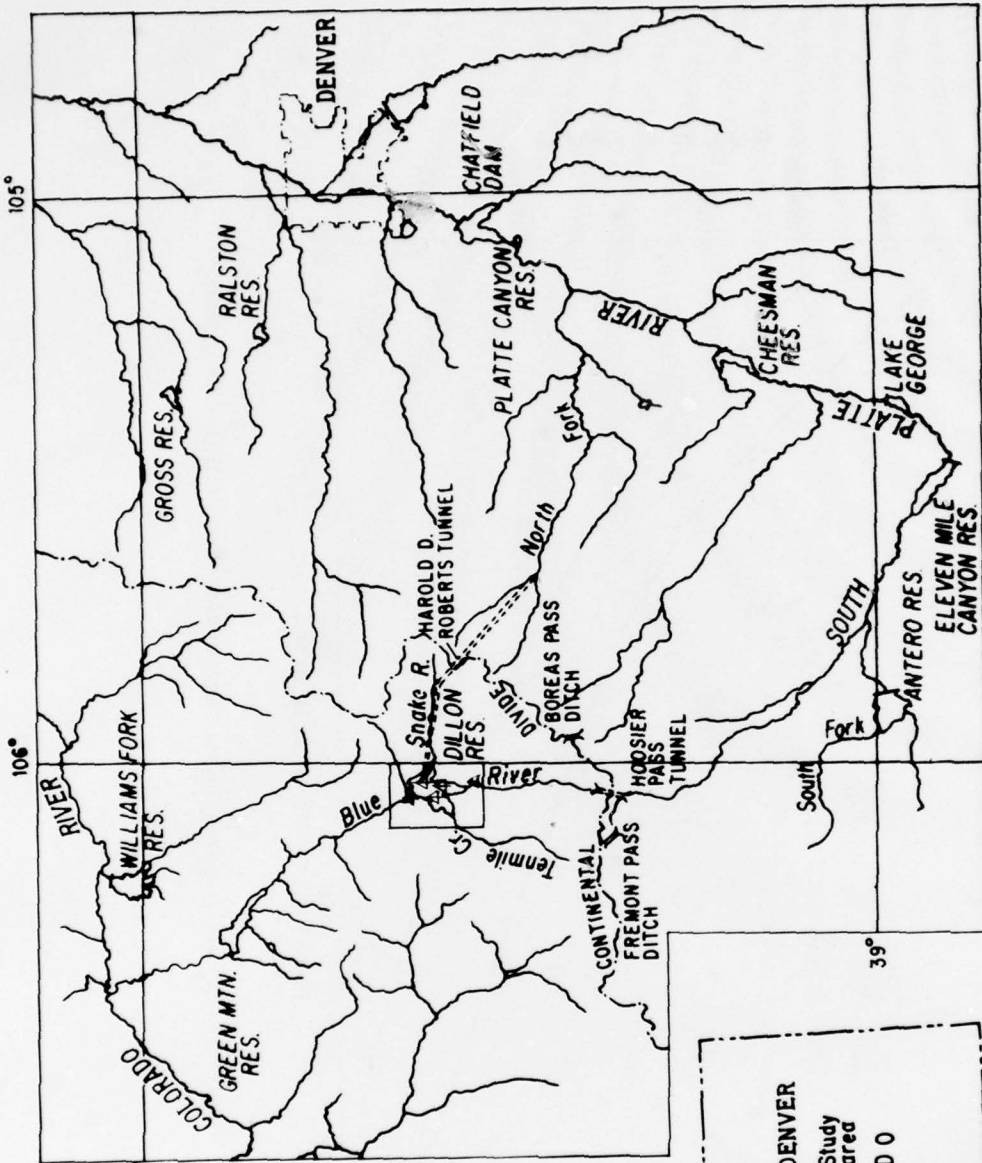 105°
106°
DENVER
RALSTON
RES.
GROSS RES.
CHATFIELD
DAM
PLATTE CANYON
RES.
RIVER
CHEESMAN
RES.
LAKE
GEORGE
PLATTE
North
Fork
HAROLD D.
ROBERTS TUNNEL
RIVER
WILLIAMS FORK
RES.
Snake R.
DILLON
RES.
DIVIDE
BOREAS PASS
DITCH
Blue
River
Tenmile
Cr.
HOOSIER
PASS
TUNNEL
CONTINENTAL
FREMONT PASS
DITCH
GREEN MTN.
RES.
COLORADO
SOUTH
South
Fork
ANTERO RES.
ELEVEN MILE
CANYON RES.
39°
DENVER
Study
area
D O